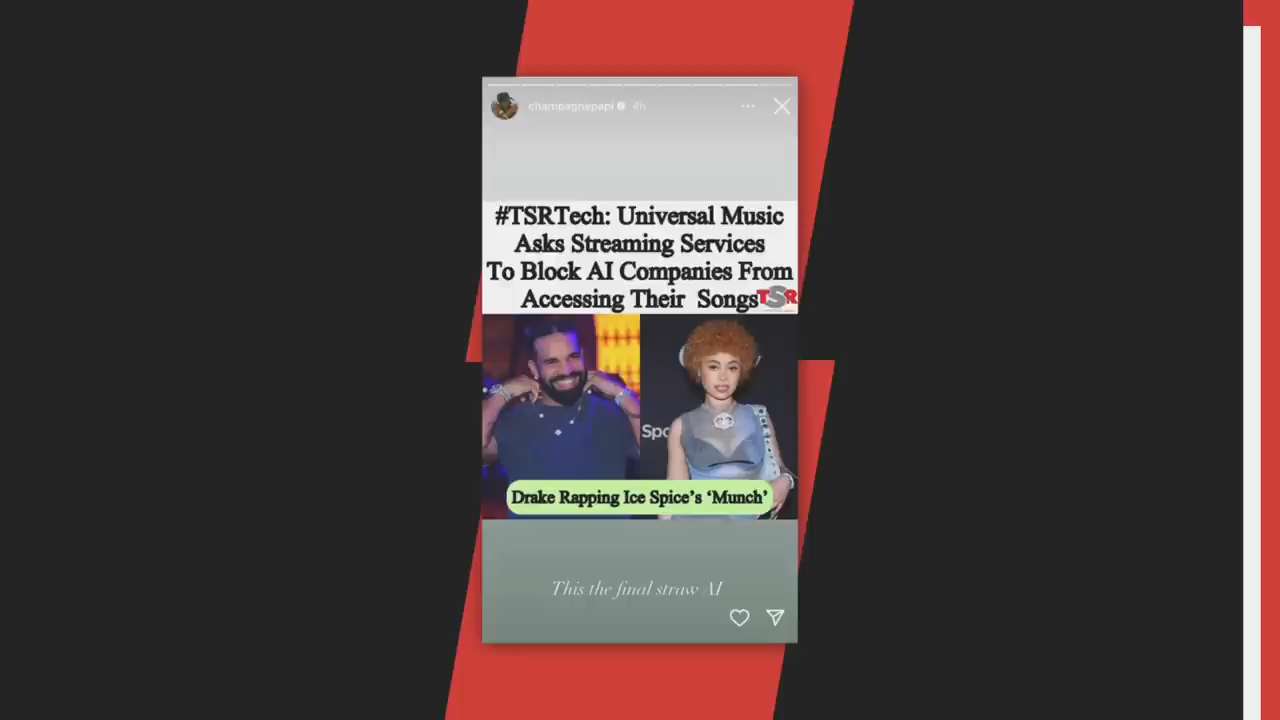 champagnepapi 4h
#TSRTech: Universal Music
Asks Streaming Services
To Block AI Companies From
Accessing Their Songs
TSR
Spo
Drake Rapping Ice Spice's 'Munch'
This the final straw AI